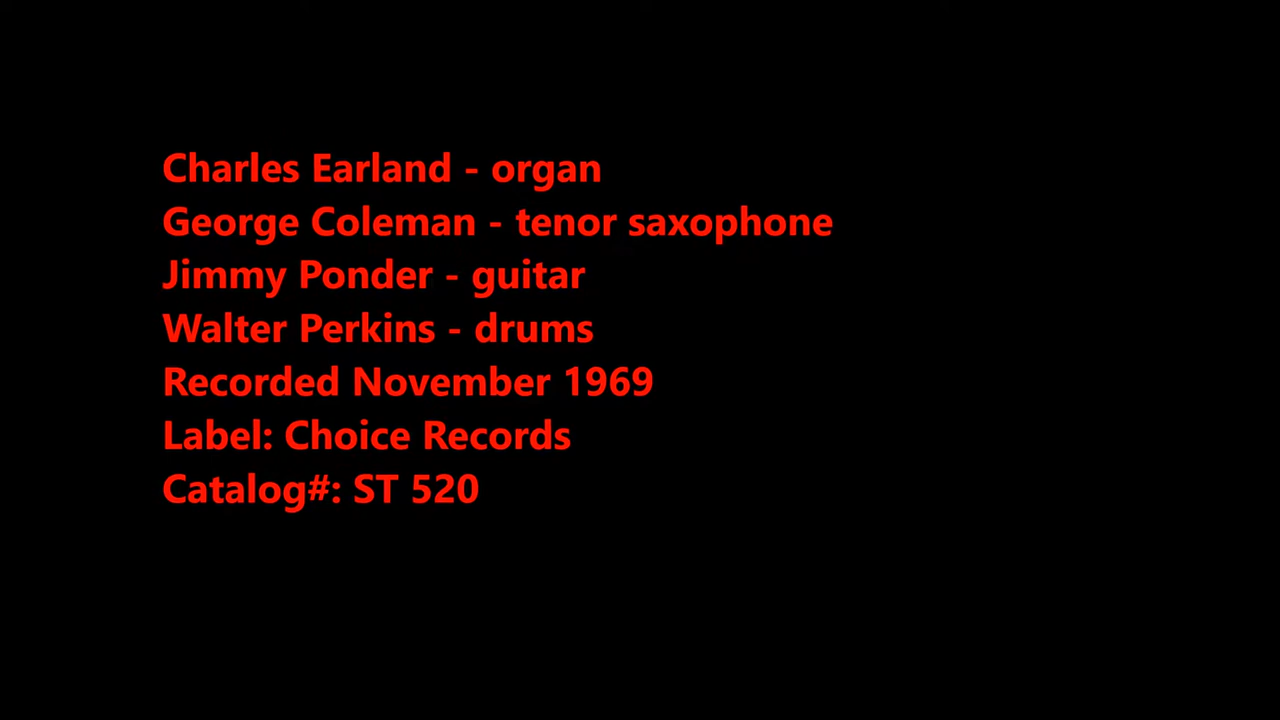 Charles Earland - organ
George Coleman - tenor saxophone
Jimmy Ponder - guitar
Walter Perkins - drums
Recorded November 1969
Label: Choice Records
Catalog#: ST 520